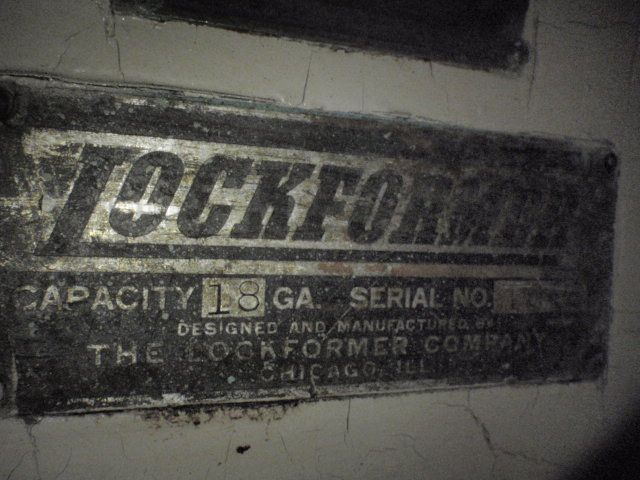 LOCKFORMER
CAPACITY 18 GA. SERIAL NO.
DESIGNED AND MANUFACTURED BY
THE LOCKFORMER COMPANY
CHICAGO, ILL.